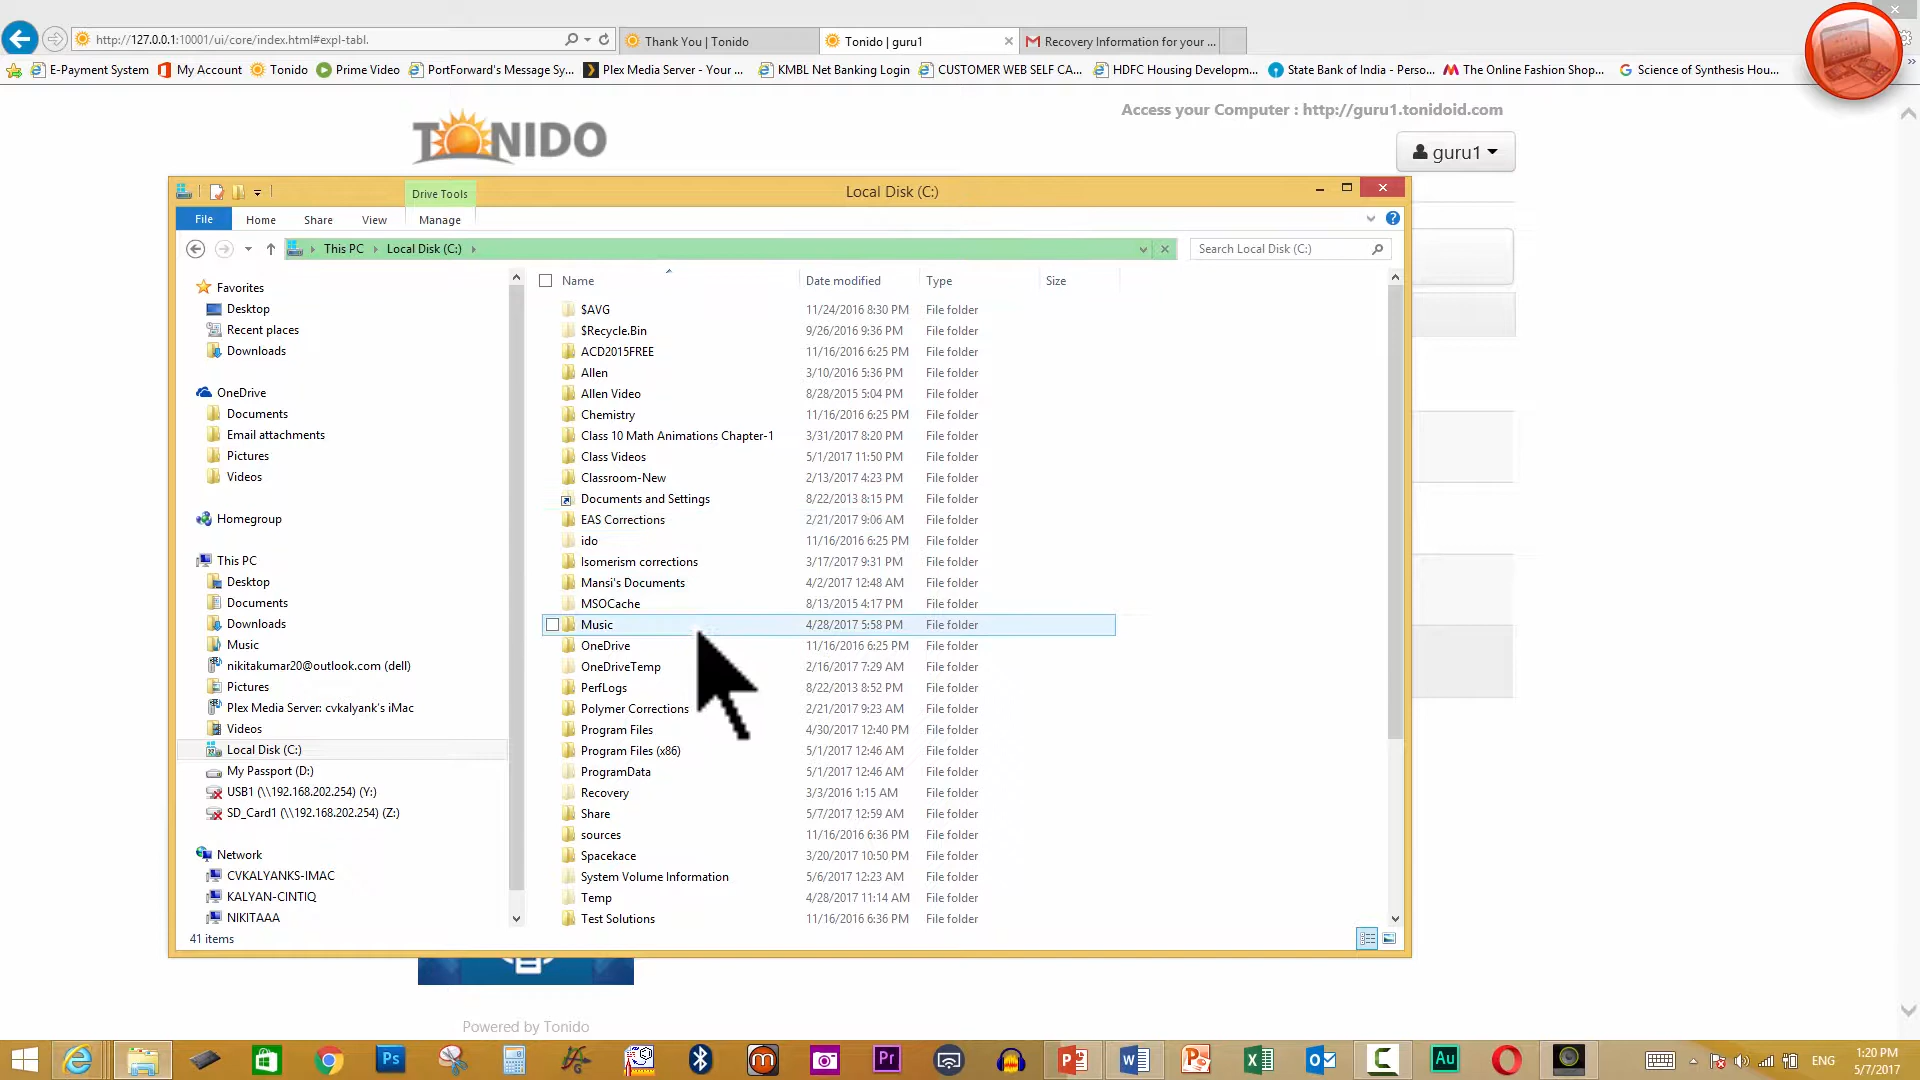 http://127.0.0.1:10001/ui/core/index.html#expl-tabl.
Thank You | Tonido
Tonido | guru1
Recovery Information for your ...
E-Payment System
My Account
Tonido
Prime Video
PortForward's Message Sy...
Plex Media Server - Your ...
KMBL Net Banking Login
CUSTOMER WEB SELF CA...
HDFC Housing Developm...
State Bank of India - Perso...
The Online Fashion Shop...
Science of Synthesis Hou...
Access your Computer : http://guru1.tonidoid.com
TONIDO
guru1
Drive Tools
Local Disk (C:)
File Home Share View Manage
This PC Local Disk (C:)
Search Local Disk (C:)
Favorites
Desktop
Recent places
Downloads
OneDrive
Documents
Email attachments
Pictures
Videos
Homegroup
This PC
Desktop
Documents
Downloads
Music
nikitakumar20@outlook.com (dell)
Pictures
Plex Media Server: cvkalyank's iMac
Videos
Local Disk (C:)
My Passport (D:)
USB1 (\\192.168.202.254) (Y:)
SD_Card1 (\\192.168.202.254) (Z:)
Network
CVKALYANKS-IMAC
KALYAN-CINTIQ
NIKITAAA
Name Date modified Type Size
$AVG 11/24/2016 8:30 PM File folder
$Recycle.Bin 9/26/2016 9:36 PM File folder
ACD2015FREE 11/16/2016 6:25 PM File folder
Allen 3/10/2016 5:36 PM File folder
Allen Video 8/28/2015 5:04 PM File folder
Chemistry 11/16/2016 6:25 PM File folder
Class 10 Math Animations Chapter-1 3/31/2017 8:20 PM File folder
Class Videos 5/1/2017 11:50 PM File folder
Classroom-New 2/13/2017 4:23 PM File folder
Documents and Settings 8/22/2013 8:15 PM File folder
EAS Corrections 2/21/2017 9:06 AM File folder
ido 11/16/2016 6:25 PM File folder
Isomerism corrections 3/17/2017 9:31 PM File folder
Mansi's Documents 4/2/2017 12:48 AM File folder
MSOCache 8/13/2015 4:17 PM File folder
Music 4/28/2017 5:58 PM File folder
OneDrive 11/16/2016 6:25 PM File folder
OneDriveTemp 2/16/2017 7:29 AM File folder
PerfLogs 8/22/2013 8:52 PM File folder
Polymer Corrections 2/21/2017 9:23 AM File folder
Program Files 4/30/2017 12:40 PM File folder
Program Files (x86) 5/1/2017 12:46 AM File folder
ProgramData 5/1/2017 12:46 AM File folder
Recovery 3/3/2016 1:15 AM File folder
Share 5/7/2017 12:59 AM File folder
sources 11/16/2016 6:36 PM File folder
Spacekace 3/20/2017 10:50 PM File folder
System Volume Information 5/6/2017 12:23 AM File folder
Temp 4/28/2017 11:14 AM File folder
Test Solutions 11/16/2016 6:36 PM File folder
41 items
Powered by Tonido
Ps
Pr
Au
ENG
1:20 PM
5/7/2017